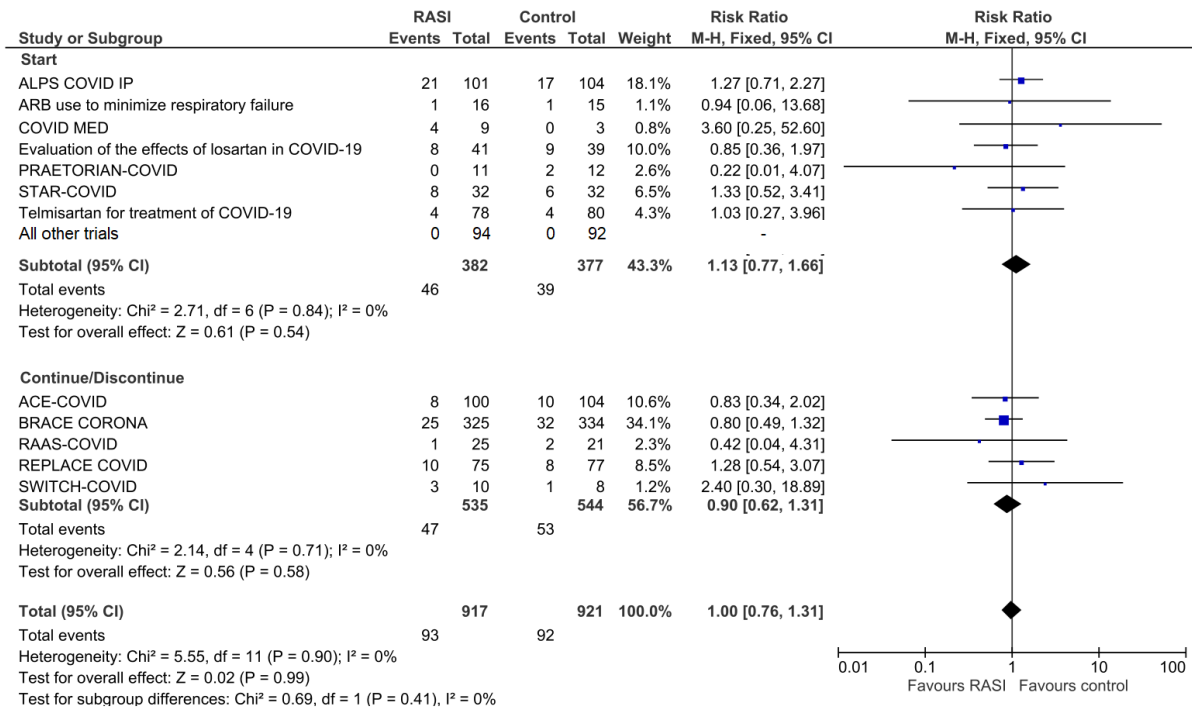 RASI Control Risk Ratio Risk Ratio
Study or Subgroup Events Total Events Total Weight M-H, Fixed, 95% CI M-H, Fixed, 95% CI
Start
ALPS COVID IP 21 101 17 104 18.1% 1.27 [0.71, 2.27]
ARB use to minimize respiratory failure 1 16 1 15 1.1% 0.94 [0.06, 13.68]
COVID MED 4 9 0 3 0.8% 3.60 [0.25, 52.60]
Evaluation of the effects of losartan in COVID-19 8 41 9 39 10.0% 0.85 [0.36, 1.97]
PRAETORIAN-COVID 0 11 2 12 2.6% 0.22 [0.01, 4.07]
STAR-COVID 8 32 6 32 6.5% 1.33 [0.52, 3.41]
Telmisartan for treatment of COVID-19 4 78 4 80 4.3% 1.03 [0.27, 3.96]
All other trials 0 94 0 92 -
Subtotal (95% CI) 382 377 43.3% 1.13 [0.77, 1.66]
Total events 46 39
Heterogeneity: Chi² = 2.71, df = 6 (P = 0.84); I² = 0%
Test for overall effect: Z = 0.61 (P = 0.54)
Continue/Discontinue
ACE-COVID 8 100 10 104 10.6% 0.83 [0.34, 2.02]
BRACE CORONA 25 325 32 334 34.1% 0.80 [0.49, 1.32]
RAAS-COVID 1 25 2 21 2.3% 0.42 [0.04, 4.31]
REPLACE COVID 10 75 8 77 8.5% 1.28 [0.54, 3.07]
SWITCH-COVID 3 10 1 8 1.2% 2.40 [0.30, 18.89]
Subtotal (95% CI) 535 544 56.7% 0.90 [0.62, 1.31]
Total events 47 53
Heterogeneity: Chi² = 2.14, df = 4 (P = 0.71); I² = 0%
Test for overall effect: Z = 0.56 (P = 0.58)
Total (95% CI) 917 921 100.0% 1.00 [0.76, 1.31]
Total events 93 92
Heterogeneity: Chi² = 5.55, df = 11 (P = 0.90); I² = 0%
Test for overall effect: Z = 0.02 (P = 0.99)
Test for subgroup differences: Chi² = 0.69, df = 1 (P = 0.41), I² = 0%
0.01 0.1 1 10 100
Favours RASI Favours control